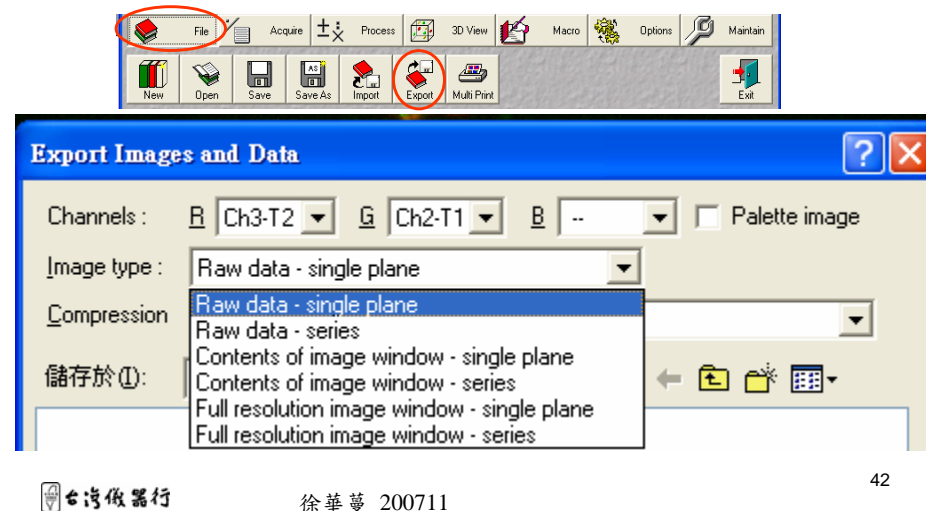 File Acquire Process 3D View Macro Options Maintain
AS
New Open Save Save As Import Export Multi Print Exit
Export Images and Data
Channels : R Ch3-T2 G Ch2-T1 B -- Palette image
Image type : Raw data - single plane
Compression
Raw data - single plane
Raw data - series
Contents of image window - single plane
儲存於(I):
Contents of image window - series
Full resolution image window - single plane
Full resolution image window - series
42
台灣儀器行
徐華蔓 200711